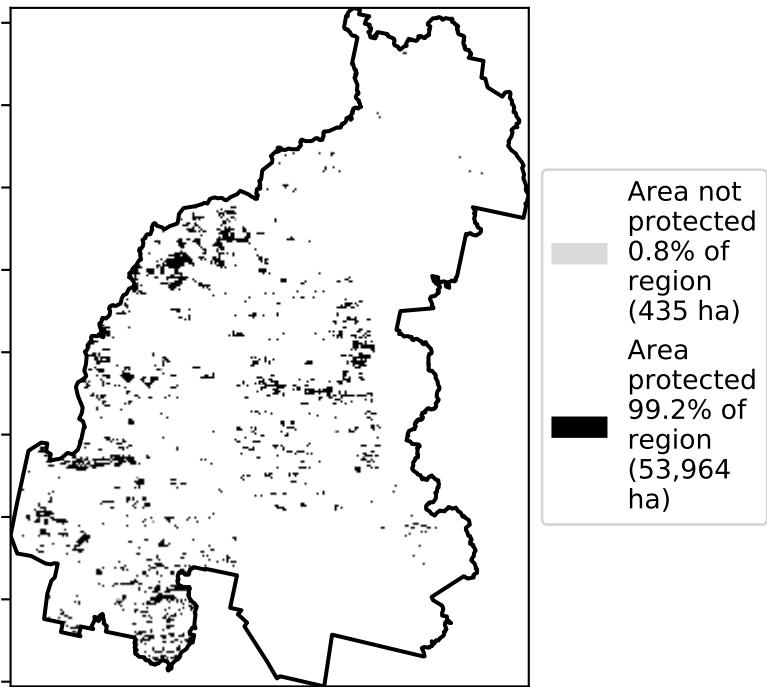 Area not
protected
0.8% of
region
(435 ha)
Area
protected
99.2% of
region
(53,964
ha)